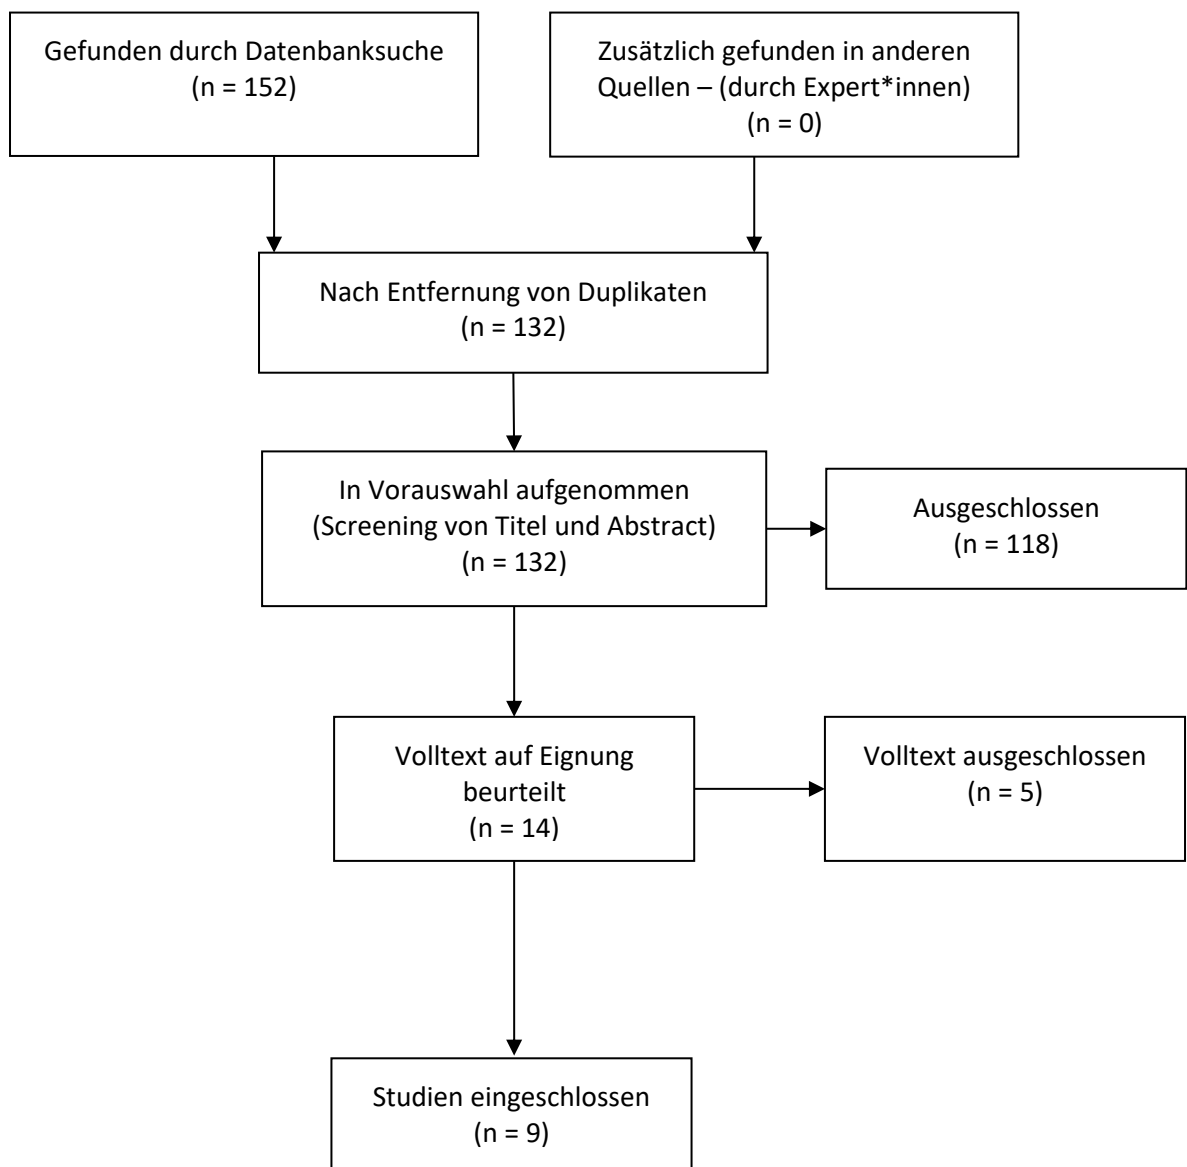 Gefunden durch Datenbanksuche
(n = 152)
Zusätzlich gefunden in anderen
Quellen – (durch Expert*innen)
(n = 0)
Nach Entfernung von Duplikaten
(n = 132)
In Vorauswahl aufgenommen
(Screening von Titel und Abstract)
(n = 132)
Ausgeschlossen
(n = 118)
Volltext auf Eignung
beurteilt
(n = 14)
Volltext ausgeschlossen
(n = 5)
Studien eingeschlossen
(n = 9)